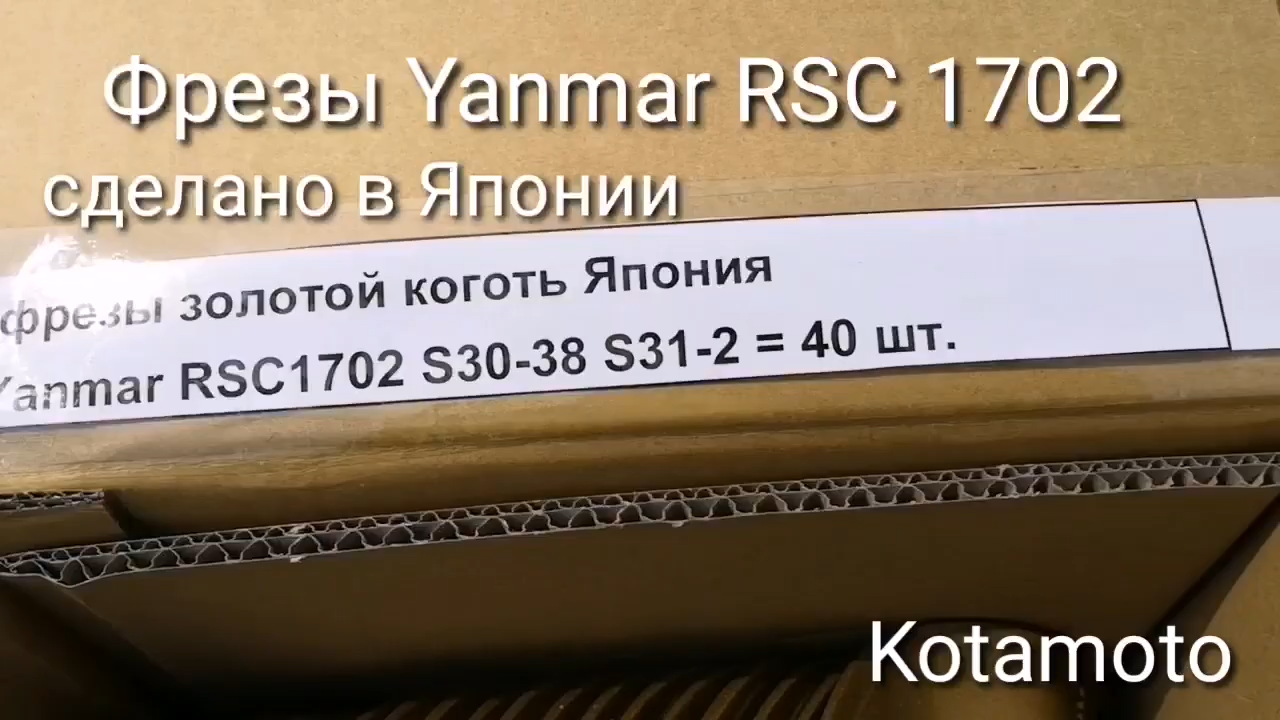 Фрезы Yanmar RSC 1702
сделано в Японии
фрезы золотой коготь Япония
Yanmar RSC1702 S30-38 S31-2 = 40 шт.
Kotamoto